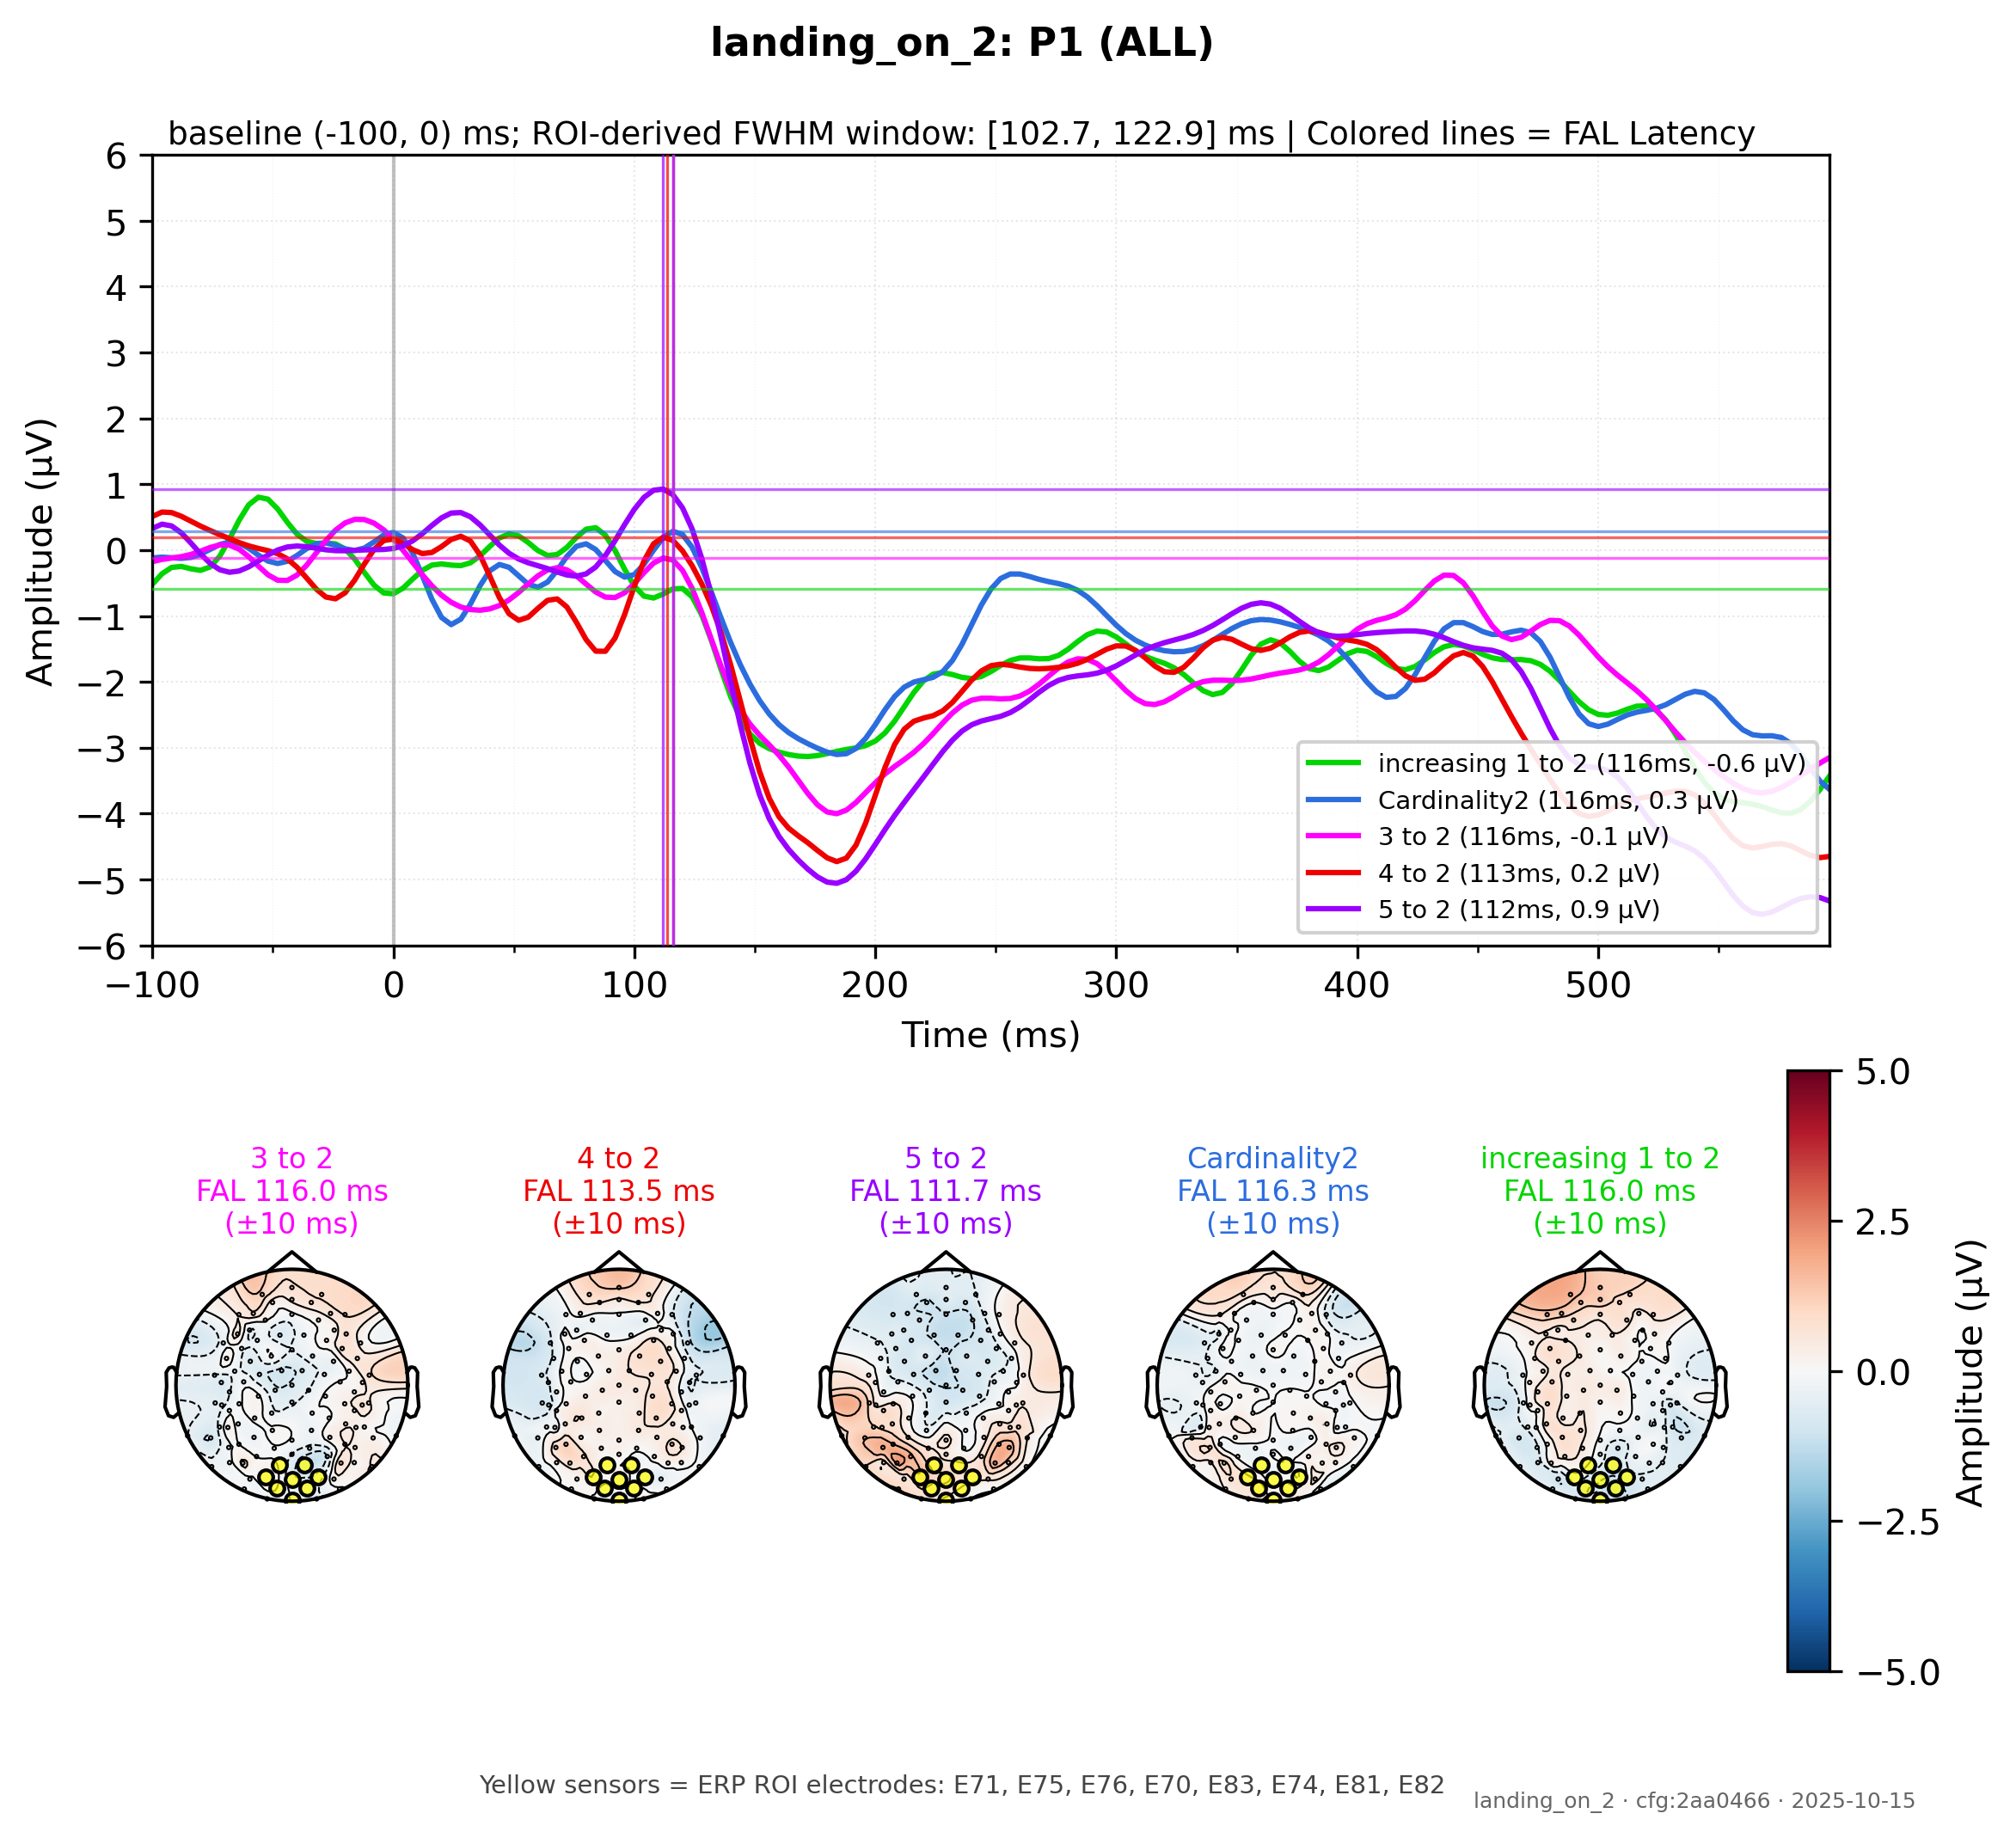 landing_on_2: P1 (ALL)
baseline (-100, 0) ms; ROI-derived FWHM window: [102.7, 122.9] ms | Colored lines = FAL Latency
6
5
4
3
2
1
0
−1
−2
−3
−4
−5
−6
Amplitude (µV)
increasing 1 to 2 (116ms, -0.6 µV)
Cardinality2 (116ms, 0.3 µV)
3 to 2 (116ms, -0.1 µV)
4 to 2 (113ms, 0.2 µV)
5 to 2 (112ms, 0.9 µV)
−100 0 100 200 300 400 500
Time (ms)
3 to 2
FAL 116.0 ms
(±10 ms)
4 to 2
FAL 113.5 ms
(±10 ms)
5 to 2
FAL 111.7 ms
(±10 ms)
Cardinality2
FAL 116.3 ms
(±10 ms)
increasing 1 to 2
FAL 116.0 ms
(±10 ms)
5.0
2.5
0.0
−2.5
−5.0
Amplitude (µV)
Yellow sensors = ERP ROI electrodes: E71, E75, E76, E70, E83, E74, E81, E82
landing_on_2 · cfg:2aa0466 · 2025-10-15